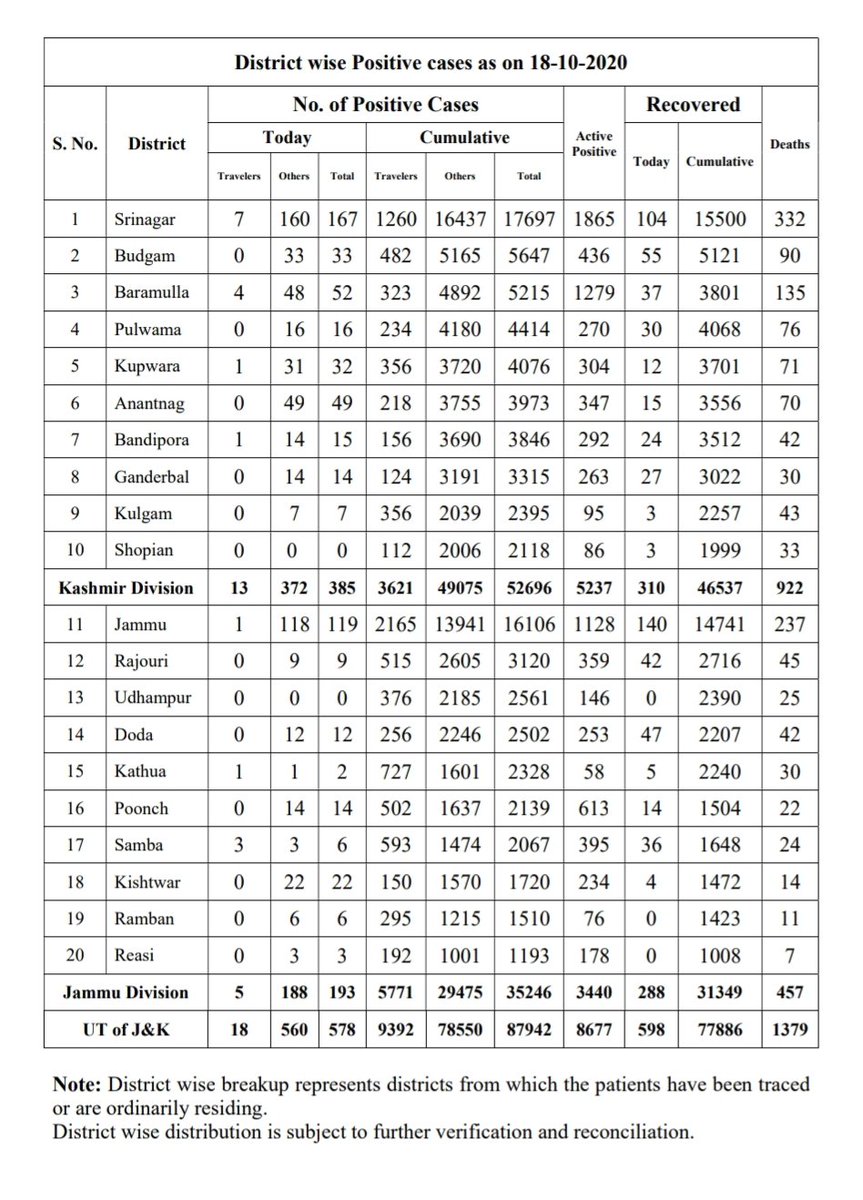 District wise Positive cases as on 18-10-2020
S. No. District No. of Positive Cases Active Positive Recovered Deaths
Today Cumulative Today Cumulative
Travelers Others Total Travelers Others Total
1 Srinagar 7 160 167 1260 16437 17697 1865 104 15500 332
2 Budgam 0 33 33 482 5165 5647 436 55 5121 90
3 Baramulla 4 48 52 323 4892 5215 1279 37 3801 135
4 Pulwama 0 16 16 234 4180 4414 270 30 4068 76
5 Kupwara 1 31 32 356 3720 4076 304 12 3701 71
6 Anantnag 0 49 49 218 3755 3973 347 15 3556 70
7 Bandipora 1 14 15 156 3690 3846 292 24 3512 42
8 Ganderbal 0 14 14 124 3191 3315 263 27 3022 30
9 Kulgam 0 7 7 356 2039 2395 95 3 2257 43
10 Shopian 0 0 0 112 2006 2118 86 3 1999 33
Kashmir Division 13 372 385 3621 49075 52696 5237 310 46537 922
11 Jammu 1 118 119 2165 13941 16106 1128 140 14741 237
12 Rajouri 0 9 9 515 2605 3120 359 42 2716 45
13 Udhampur 0 0 0 376 2185 2561 146 0 2390 25
14 Doda 0 12 12 256 2246 2502 253 47 2207 42
15 Kathua 1 1 2 727 1601 2328 58 5 2240 30
16 Poonch 0 14 14 502 1637 2139 613 14 1504 22
17 Samba 3 3 6 593 1474 2067 395 36 1648 24
18 Kishtwar 0 22 22 150 1570 1720 234 4 1472 14
19 Ramban 0 6 6 295 1215 1510 76 0 1423 11
20 Reasi 0 3 3 192 1001 1193 178 0 1008 7
Jammu Division 5 188 193 5771 29475 35246 3440 288 31349 457
UT of J&K 18 560 578 9392 78550 87942 8677 598 77886 1379
Note: District wise breakup represents districts from which the patients have been traced
or are ordinarily residing.
District wise distribution is subject to further verification and reconciliation.